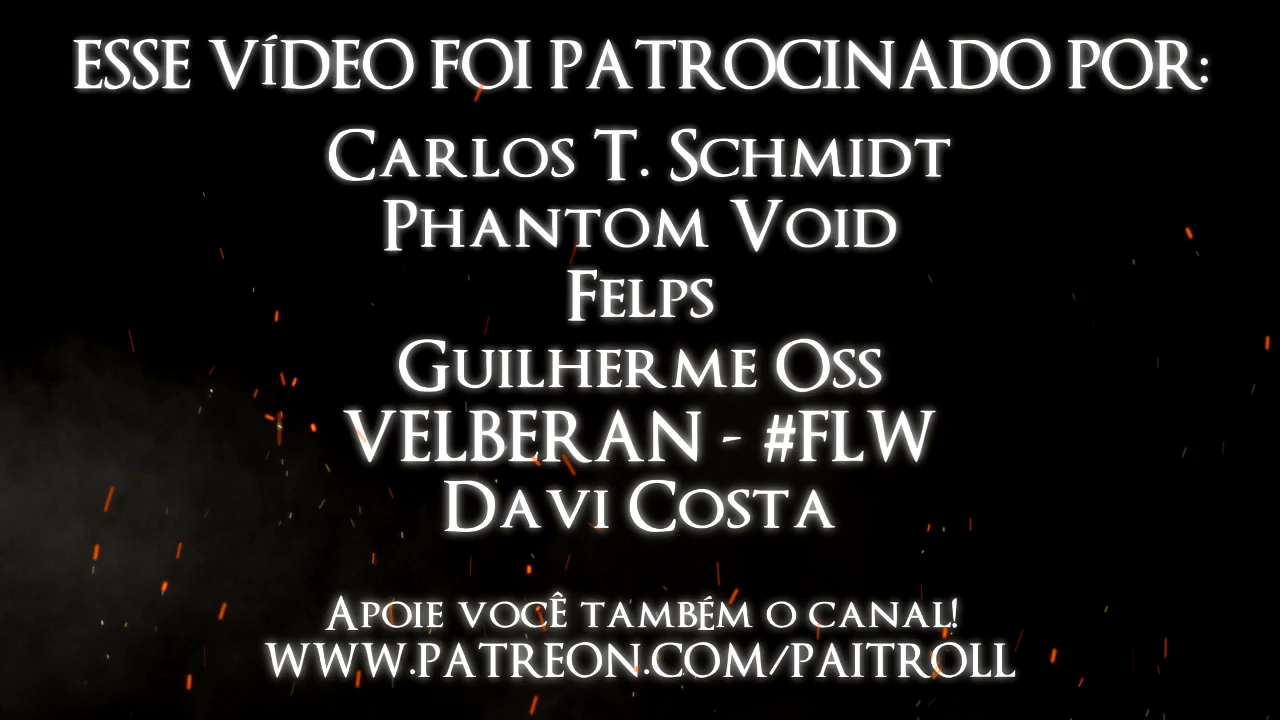 ESSE VÍDEO FOI PATROCINADO POR:
CARLOS T. SCHMIDT
PHANTOM VOID
FELPS
GUILHERME OSS
VELBERAN - #FLW
DAVI COSTA
APOIE VOCÊ TAMBÉM O CANAL!
WWW.PATREON.COM/PAITROLL